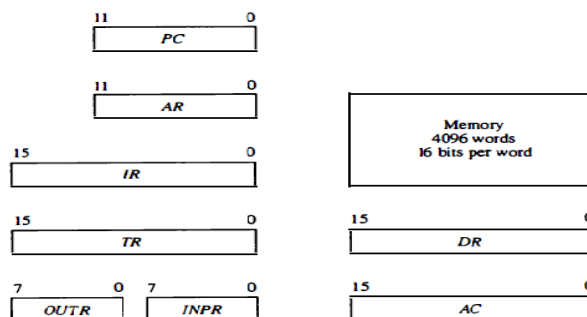 11 0
PC
11 0
AR
Memory
4096 words
16 bits per word
15 0
IR
15 0
TR
15 0
DR
7 0
OUTR
7 0
INPR
15 0
AC